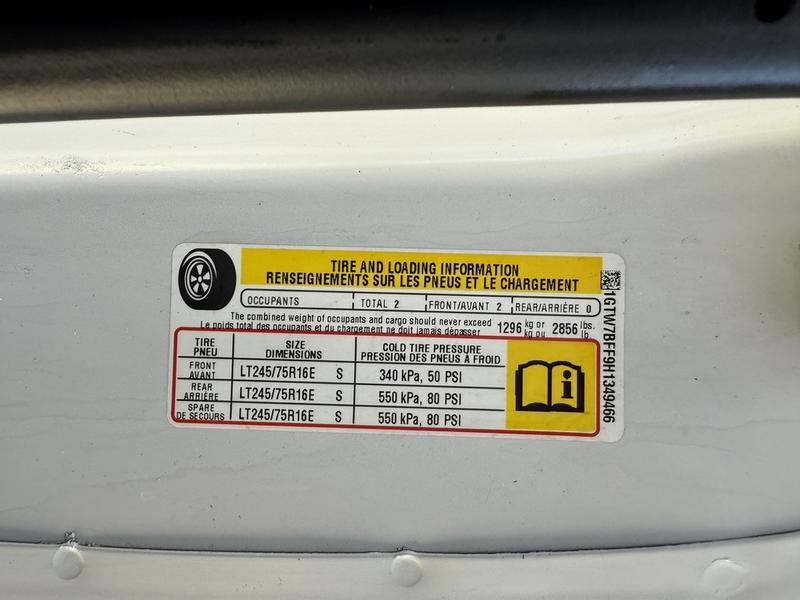 TIRE AND LOADING INFORMATION
RENSEIGNEMENTS SUR LES PNEUS ET LE CHARGEMENT
OCCUPANTS TOTAL 2 FRONT/AVANT 2 REAR/ARRIÈRE 0
The combined weight of occupants and cargo should never exceed 1296 kg or 2856 lbs.
Le poids total des occupants et du chargement ne doit jamais dépasser kg ou lb.
TIRE SIZE COLD TIRE PRESSURE
PNEU DIMENSIONS PRESSION DES PNEUS À FROID
FRONT
AVANT LT245/75R16E S 340 kPa, 50 PSI
REAR
ARRIÈRE LT245/75R16E S 550 kPa, 80 PSI
SPARE
DE SECOURS LT245/75R16E S 550 kPa, 80 PSI
1GTW7BFF9H1349466